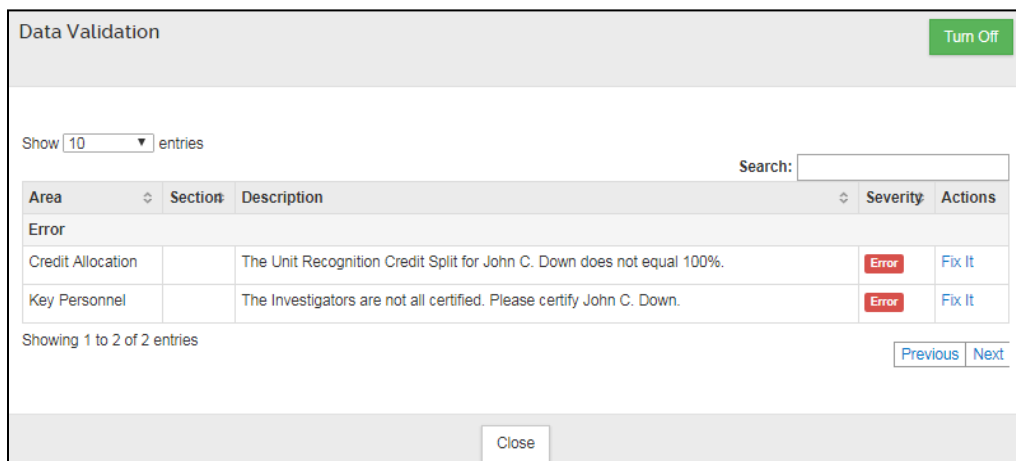 Data Validation
Turn Off
Show 10 entries
Search:
Area Section Description Severity Actions
Error
Credit Allocation The Unit Recognition Credit Split for John C. Down does not equal 100%. Error Fix It
Key Personnel The Investigators are not all certified. Please certify John C. Down. Error Fix It
Showing 1 to 2 of 2 entries
Previous Next
Close